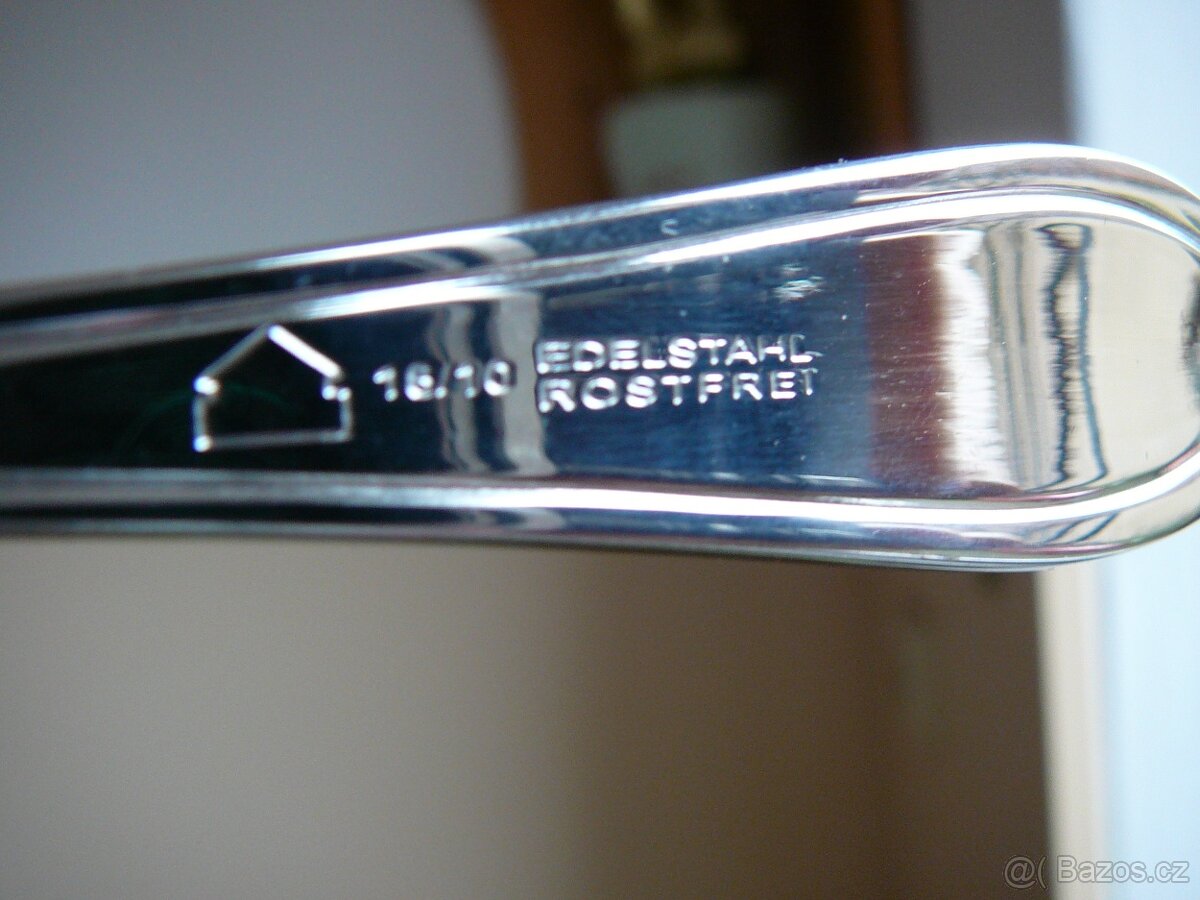 18/10 EDELSTAHL
ROSTFREI
@( Bazos.cz